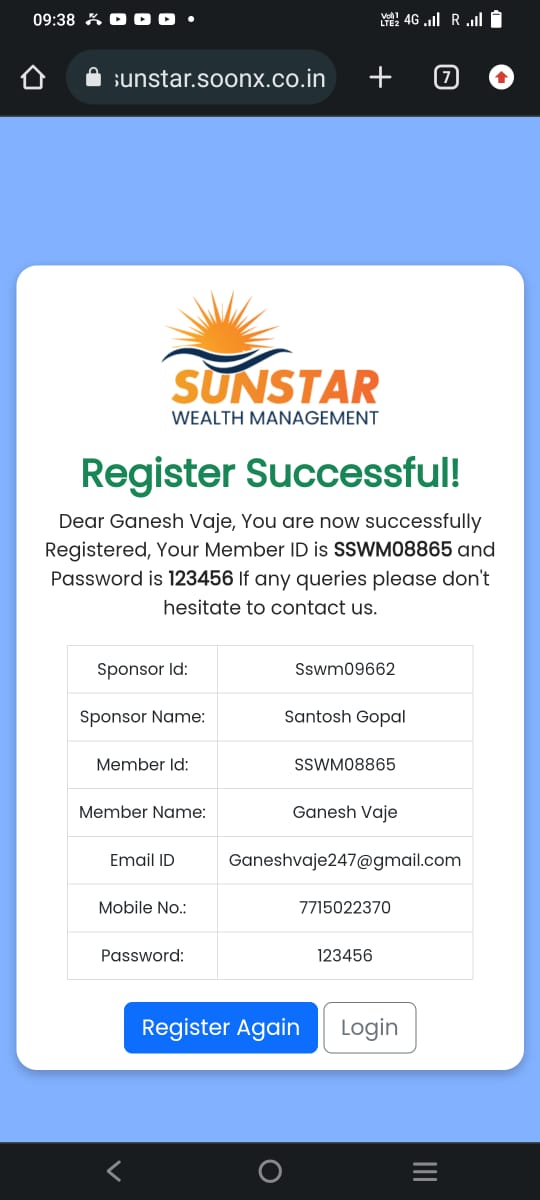 09:38
Vo)) 4G R
LTE2
sunstar.soonx.co.in
7
SUNSTAR
WEALTH MANAGEMENT
Register Successful!
Dear Ganesh Vaje, You are now successfully
Registered, Your Member ID is SSWM08865 and
Password is 123456 If any queries please don't
hesitate to contact us.
Sponsor Id: Sswm09662
Sponsor Name: Santosh Gopal
Member Id: SSWM08865
Member Name: Ganesh Vaje
Email ID Ganeshvaje247@gmail.com
Mobile No.: 7715022370
Password: 123456
Register Again Login